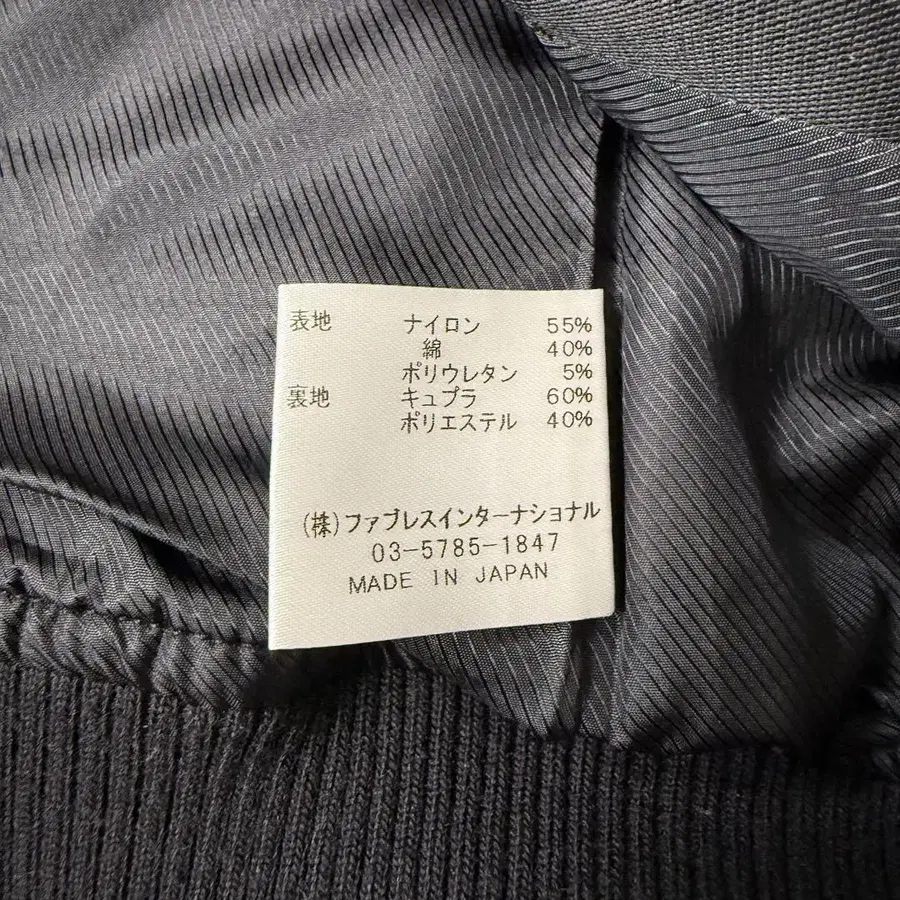 表地 ナイロン 55%
綿 40%
ポリウレタン 5%
裏地 キュプラ 60%
ポリエステル 40%
(株)ファブレスインターナショナル
03-5785-1847
MADE IN JAPAN